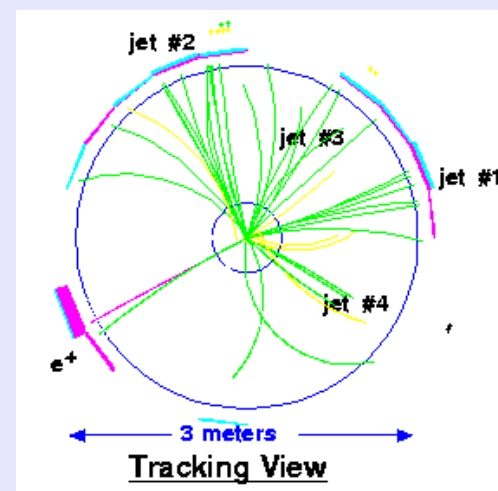 jet #2
jet #3
jet #1
jet #4
e+
3 meters
Tracking View